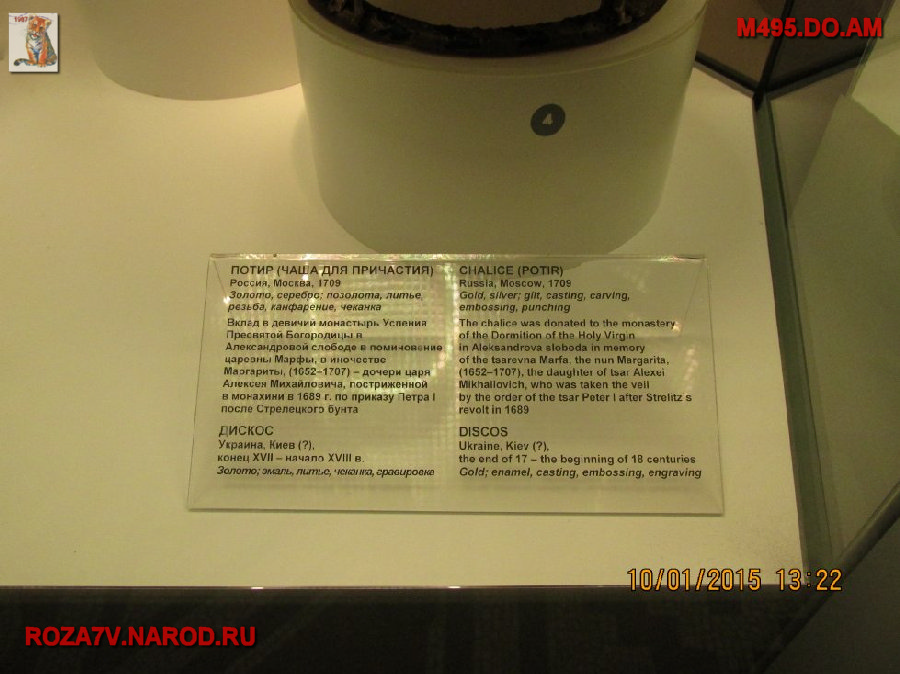 1987
M495.DO.AM
4
ПОТИР (ЧАША ДЛЯ ПРИЧАСТИЯ)
Россия, Москва, 1709
Золото, серебро; позолота, литье,
резьба, канфарение, чеканка
Вклад в девичий монастырь Успения
Пресвятой Богородицы в
Александровой слободе в поминовение
царевны Марфы, в иночестве
Маргариты, (1652–1707) – дочери царя
Алексея Михайловича, постриженной
в монахини в 1689 г. по приказу Петра I
после Стрелецкого бунта
ДИСКОС
Украина, Киев (?),
конец XVII – начало XVIII в.
Золото; эмаль, литье, чеканка, гравировка
CHALICE (POTIR)
Russia, Moscow, 1709
Gold, silver; gilt, casting, carving,
embossing, punching
The chalice was donated to the monastery
of the Dormition of the Holy Virgin
in Aleksandrova sloboda in memory
of the tsarevna Marfa, the nun Margarita,
(1652–1707), the daughter of tsar Alexei
Mikhailovich, who was taken the veil
by the order of the tsar Peter I after Strelitz s
revolt in 1689
DISCOS
Ukraine, Kiev (?),
the end of 17 – the beginning of 18 centuries
Gold; enamel, casting, embossing, engraving
10/01/2015 13:22
ROZA7V.NAROD.RU